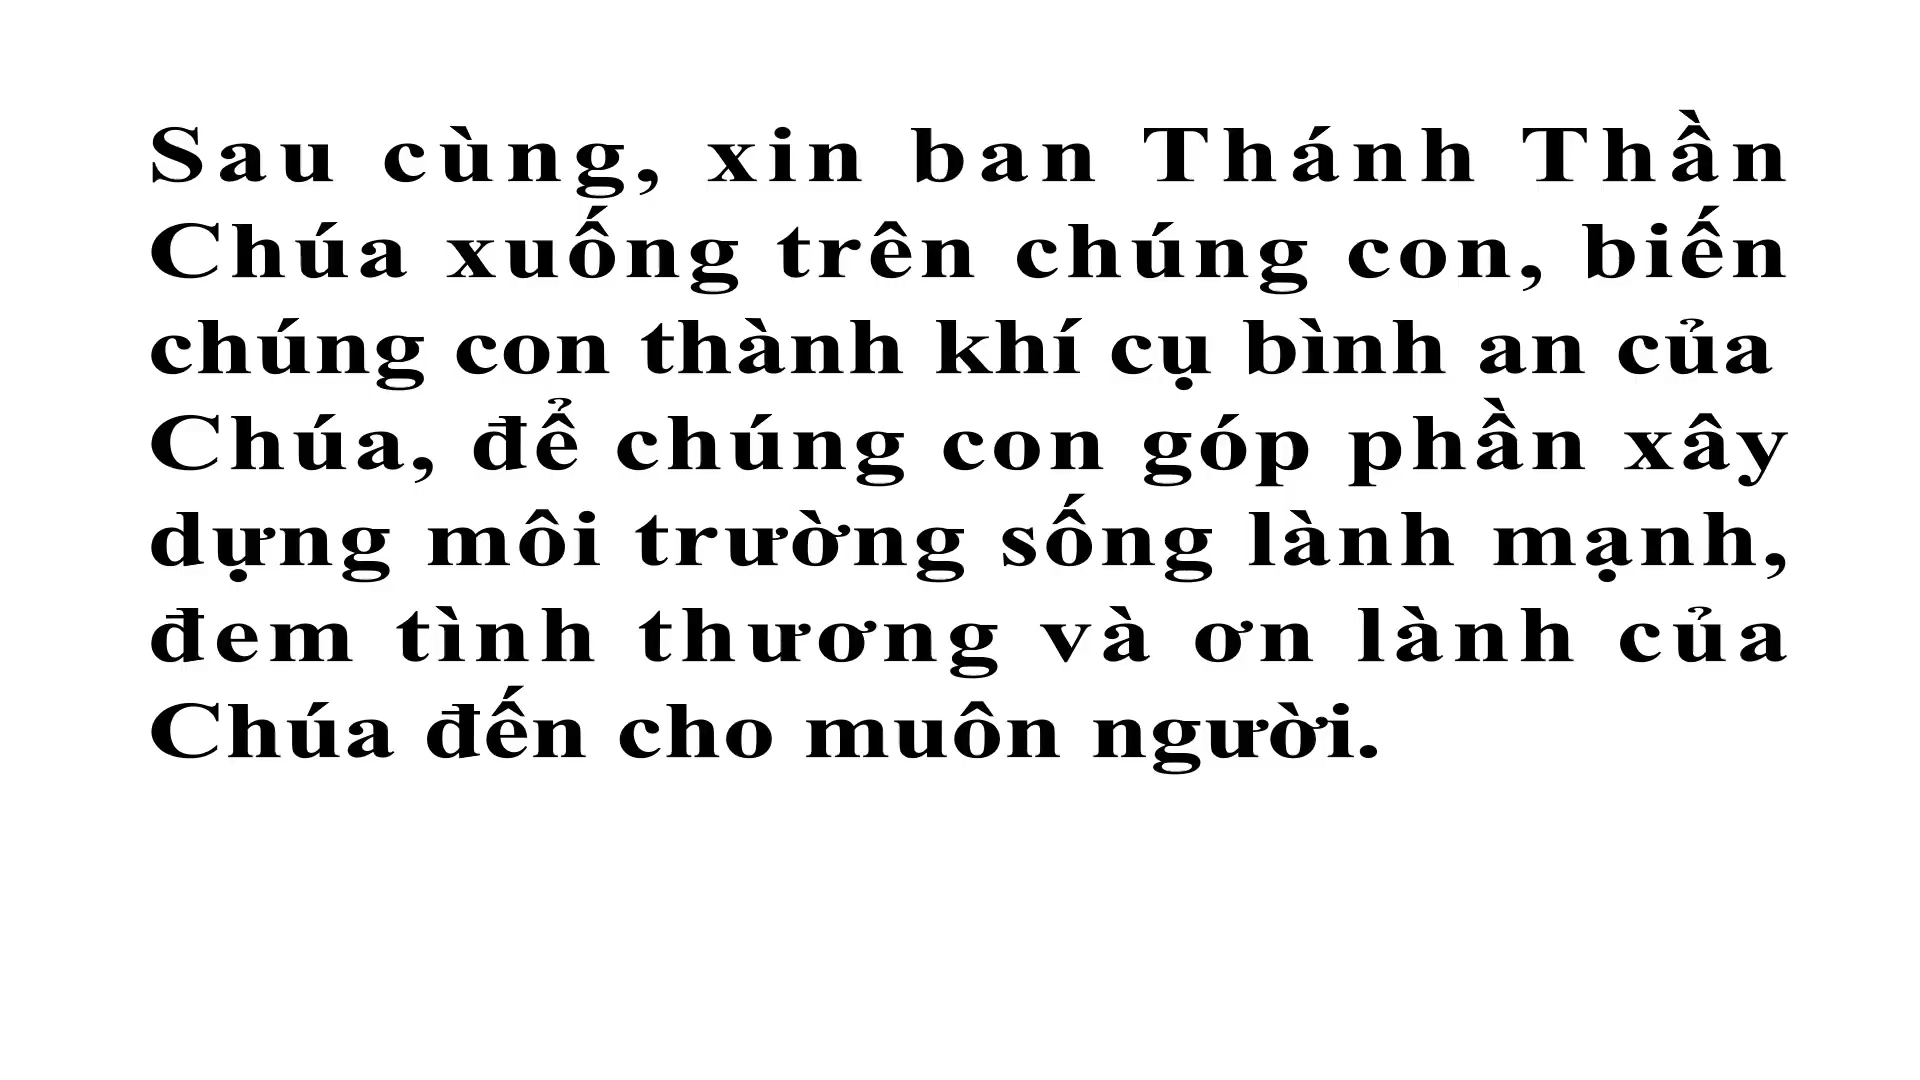 Sau cùng, xin ban Thánh Thần
Chúa xuống trên chúng con, biến
chúng con thành khí cụ bình an của
Chúa, để chúng con góp phần xây
dựng môi trường sống lành mạnh,
đem tình thương và ơn lành của
Chúa đến cho muôn người.